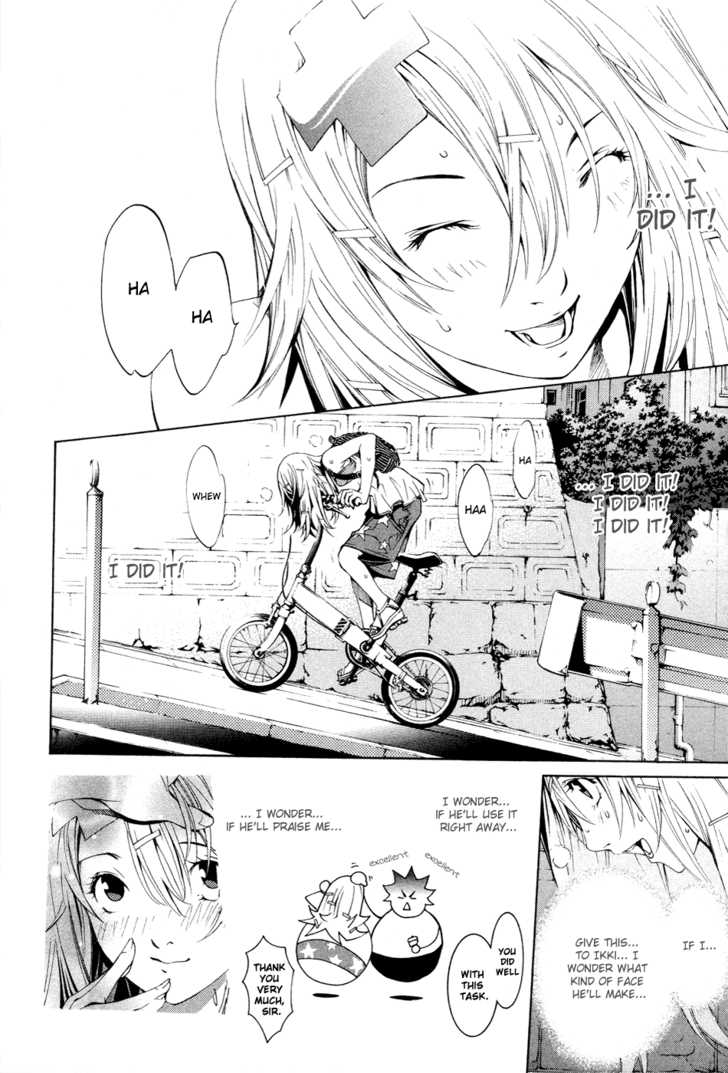 ... I
DID IT!
HA
HA
... I DID IT!
I DID IT!
I DID IT!
HA
HAA
WHEW
I DID IT!
IF I...
GIVE THIS...
TO IKKI... I
WONDER WHAT
KIND OF FACE
HE'LL MAKE...
I WONDER...
IF HE'LL USE IT
RIGHT AWAY...
... I WONDER...
IF HE'LL PRAISE ME...
excellent
excellent
YOU
DID
WELL
WITH
THIS
TASK.
THANK
YOU
VERY
MUCH,
SIR.